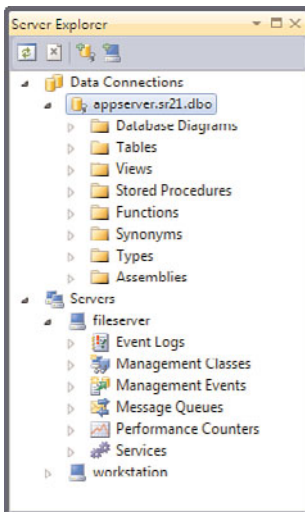 Server Explorer
Data Connections
appserver.sr21.dbo
Database Diagrams
Tables
Views
Stored Procedures
Functions
Synonyms
Types
Assemblies
Servers
fileserver
Event Logs
Management Classes
Management Events
Message Queues
Performance Counters
Services
workstation